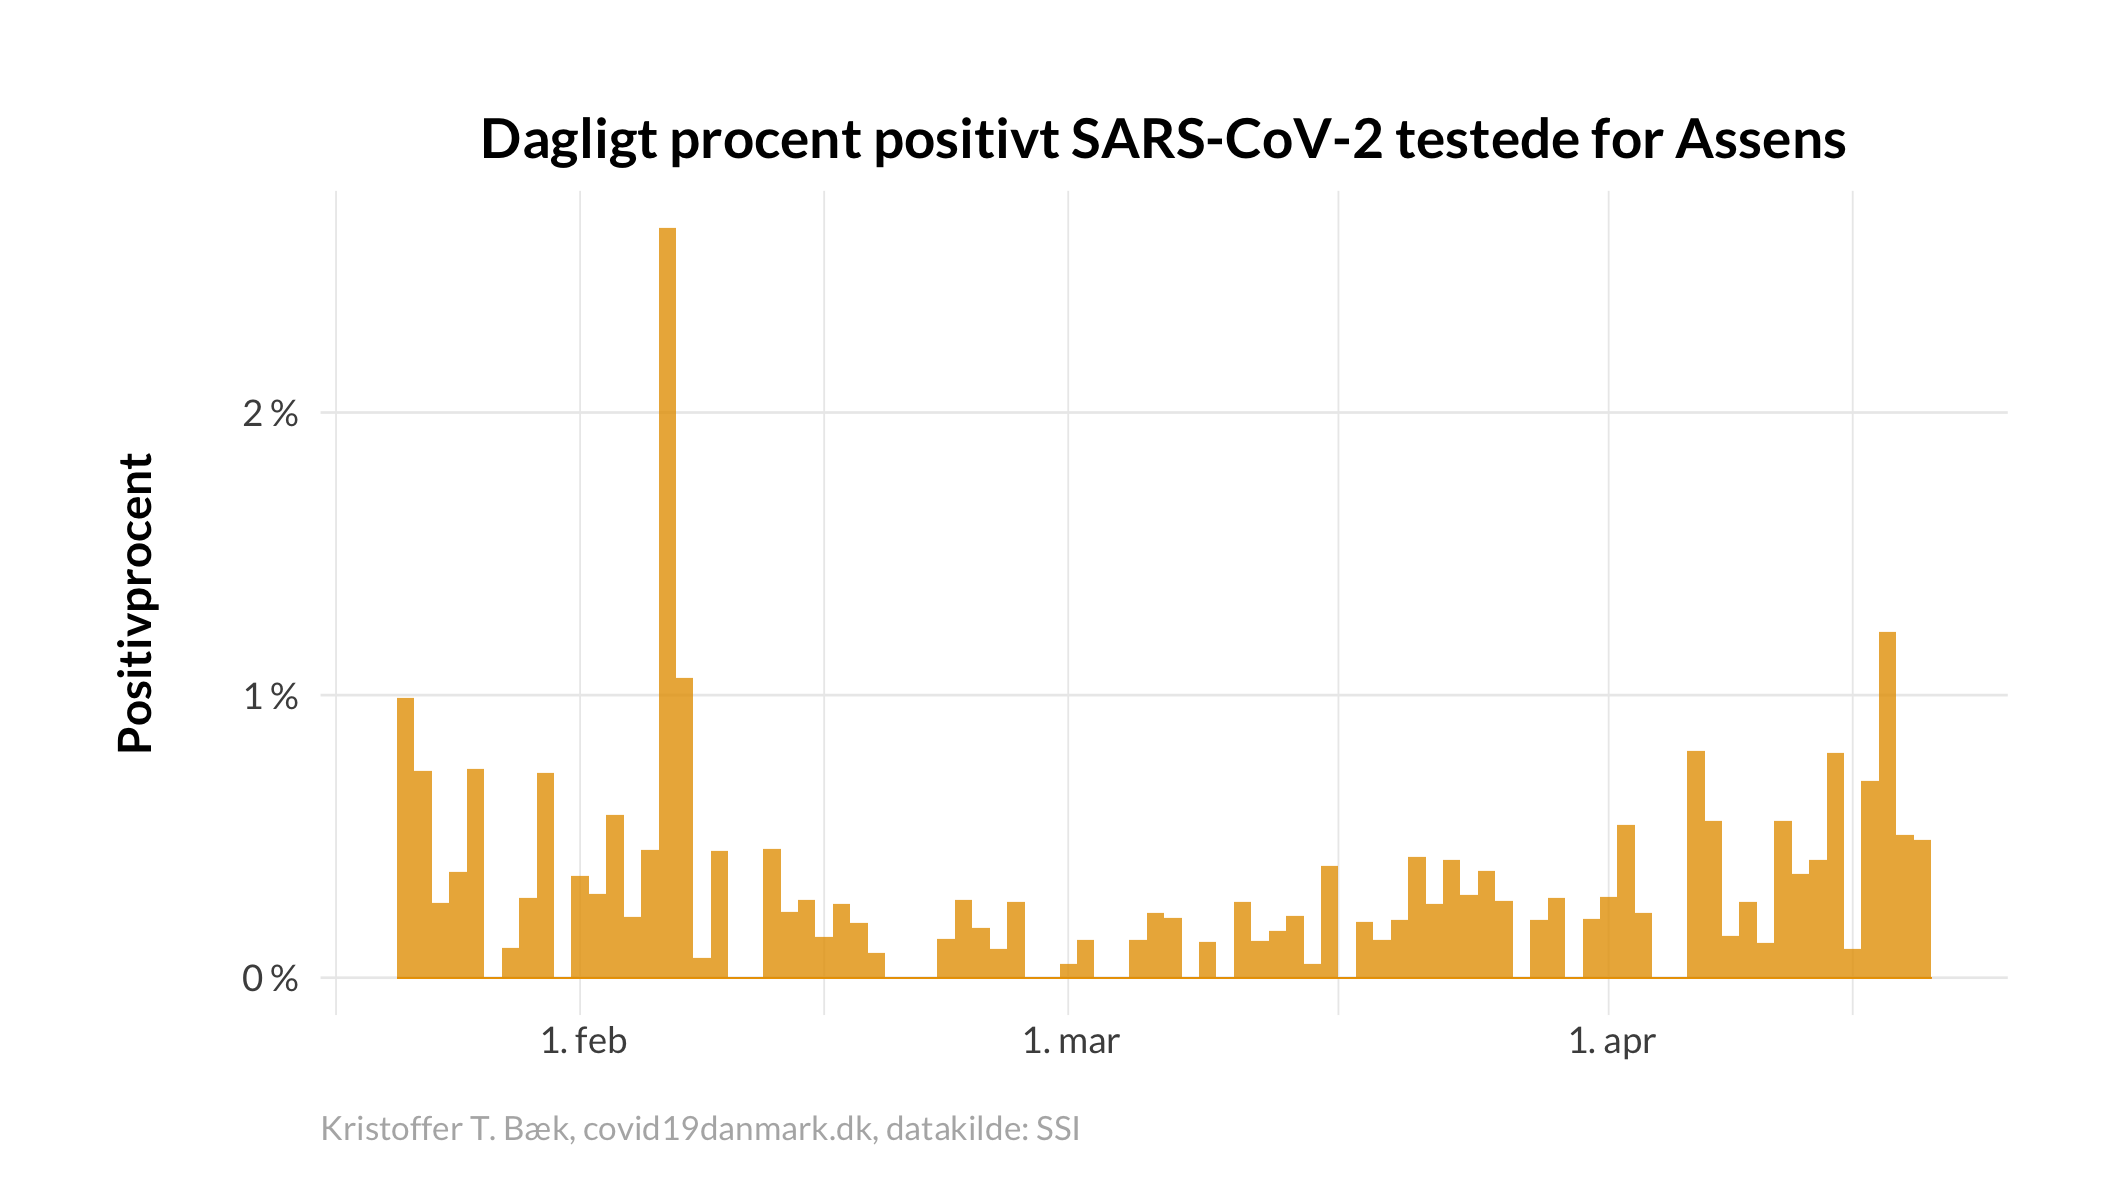 Dagligt procent positivt SARS-CoV-2 testede for Assens
Positivprocent
2 %
1 %
0 %
1. feb
1. mar
1. apr
Kristoffer T. Bæk, covid19danmark.dk, datakilde: SSI